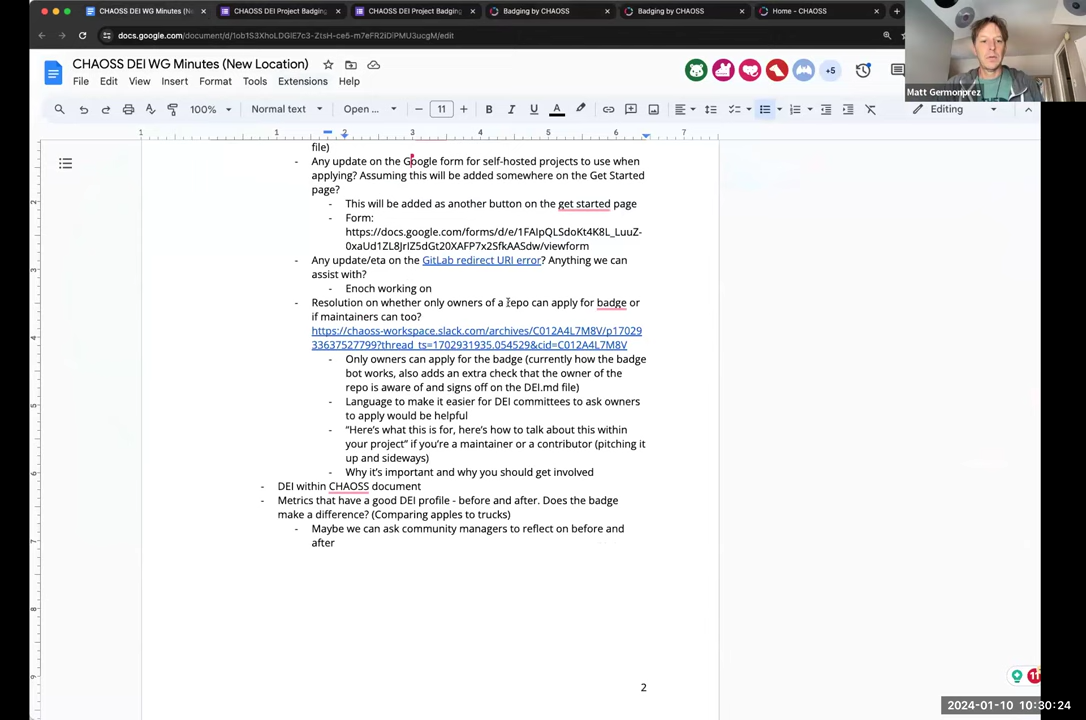 CHAOSS DEI WG Minutes (Ne
CHAOSS DEI Project Badging
CHAOSS DEI Project Badging
Badging by CHAOSS
Badging by CHAOSS
Home - CHAOSS
CHAOSS DEI WG Minutes (New Location)
File Edit View Insert Format Tools Extensions Help
+5
Matt Germonprez
100%
Normal text
Open ...
11
Editing
1 1 2 3 4 5 6 7
file)
- Any update on the Google form for self-hosted projects to use when
applying? Assuming this will be added somewhere on the Get Started
page?
- This will be added as another button on the get started page
- Form:
https://docs.google.com/forms/d/e/1FAIpQLSdoKt4K8L_LuuZ-
0xaUd1ZL8JrIZ5dGt20XAFP7x2SfkAASdw/viewform
- Any update/eta on the GitLab redirect URI error? Anything we can
assist with?
- Enoch working on
- Resolution on whether only owners of a repo can apply for badge or
if maintainers can too?
https://chaoss-workspace.slack.com/archives/C012A4L7M8V/p17029
33637527799?thread_ts=1702931935.054529&cid=C012A4L7M8V
- Only owners can apply for the badge (currently how the badge
bot works, also adds an extra check that the owner of the
repo is aware of and signs off on the DEI.md file)
- Language to make it easier for DEI committees to ask owners
to apply would be helpful
- “Here’s what this is for, here’s how to talk about this within
your project” if you’re a maintainer or a contributor (pitching it
up and sideways)
- Why it’s important and why you should get involved
- DEI within CHAOSS document
- Metrics that have a good DEI profile - before and after. Does the badge
make a difference? (Comparing apples to trucks)
- Maybe we can ask community managers to reflect on before and
after
2
2024-01-10 10:30:24